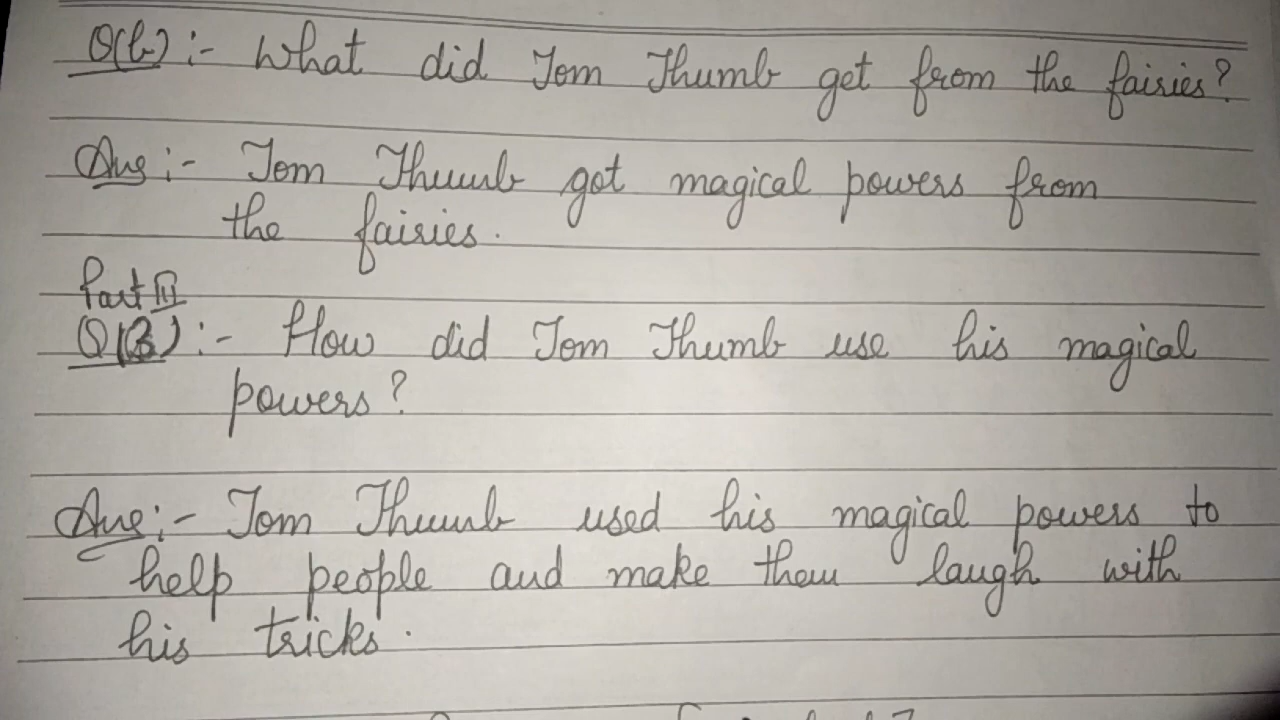 Q(b) :- What did Tom Thumb get from the fairies?
Ans :- Tom Thumb got magical powers from
the fairies.
Part III
Q(B) :- How did Tom Thumb use his magical
powers?
Ans :- Tom Thumb used his magical powers to
help people and make them laugh with
his tricks.